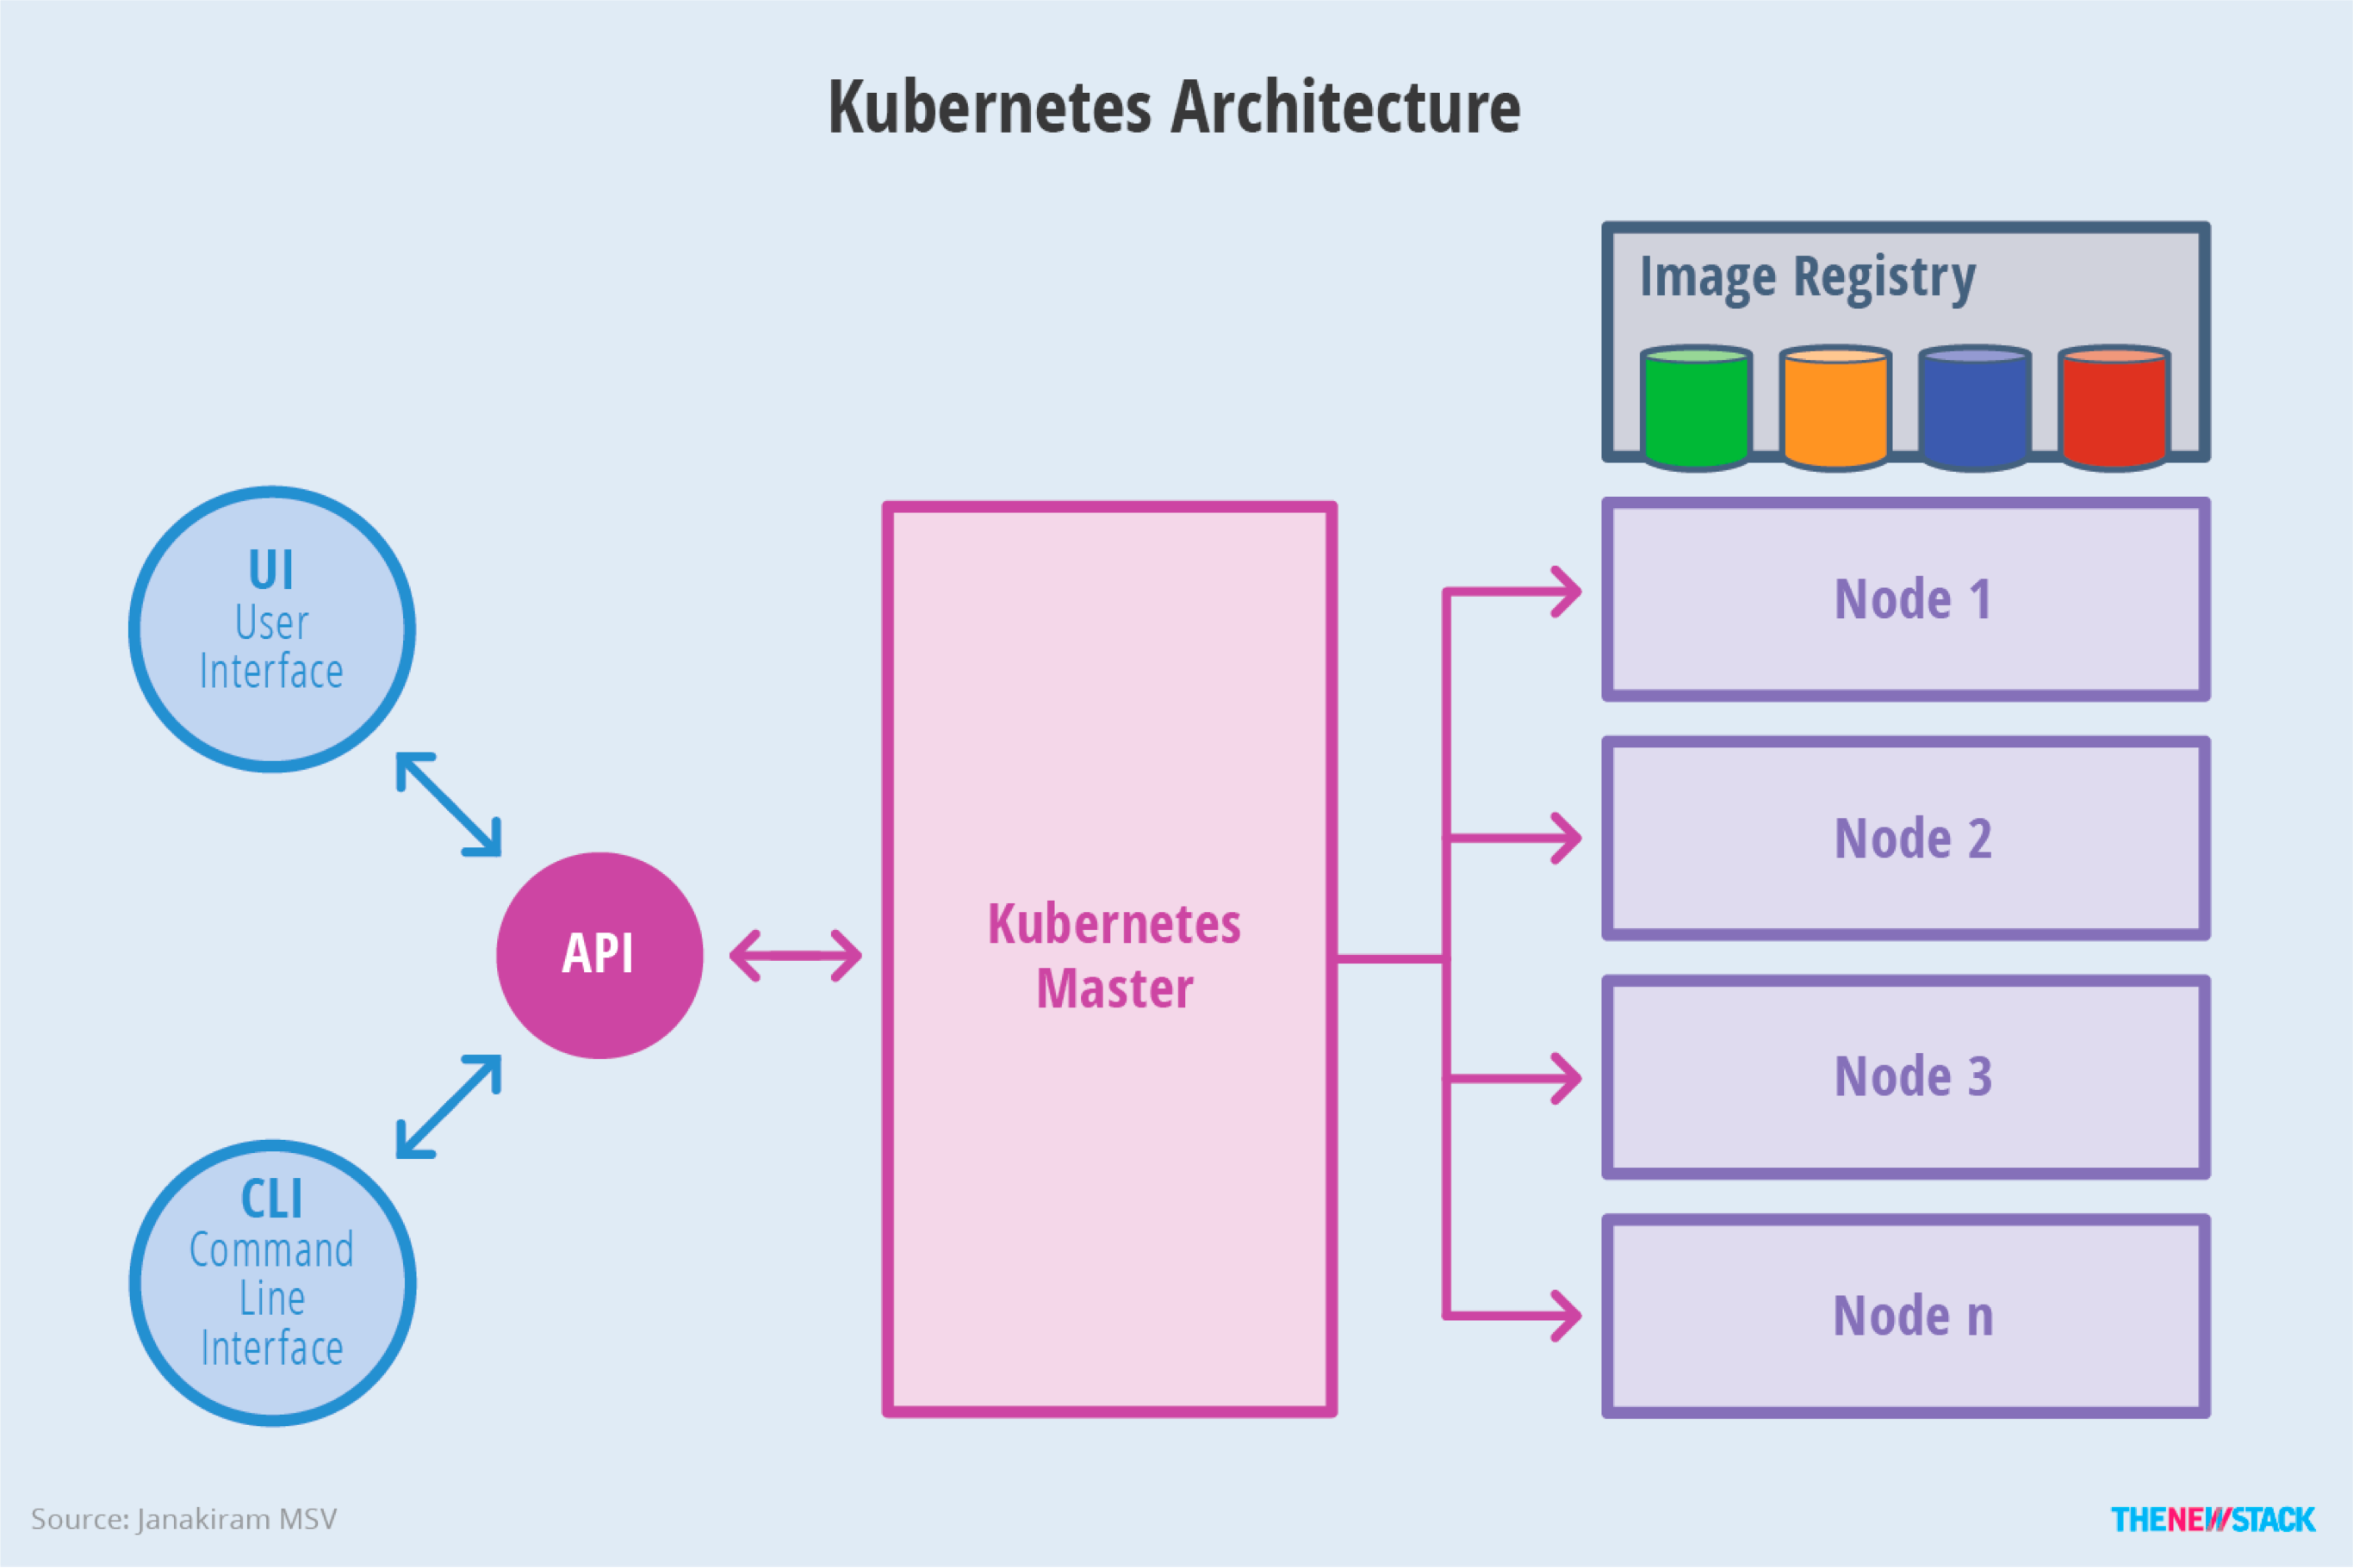 Kubernetes Architecture
Image Registry
UI
User
Interface
API
CLI
Command
Line
Interface
Kubernetes
Master
Node 1
Node 2
Node 3
Node n
Source: Janakiram MSV
THENEWSTACK